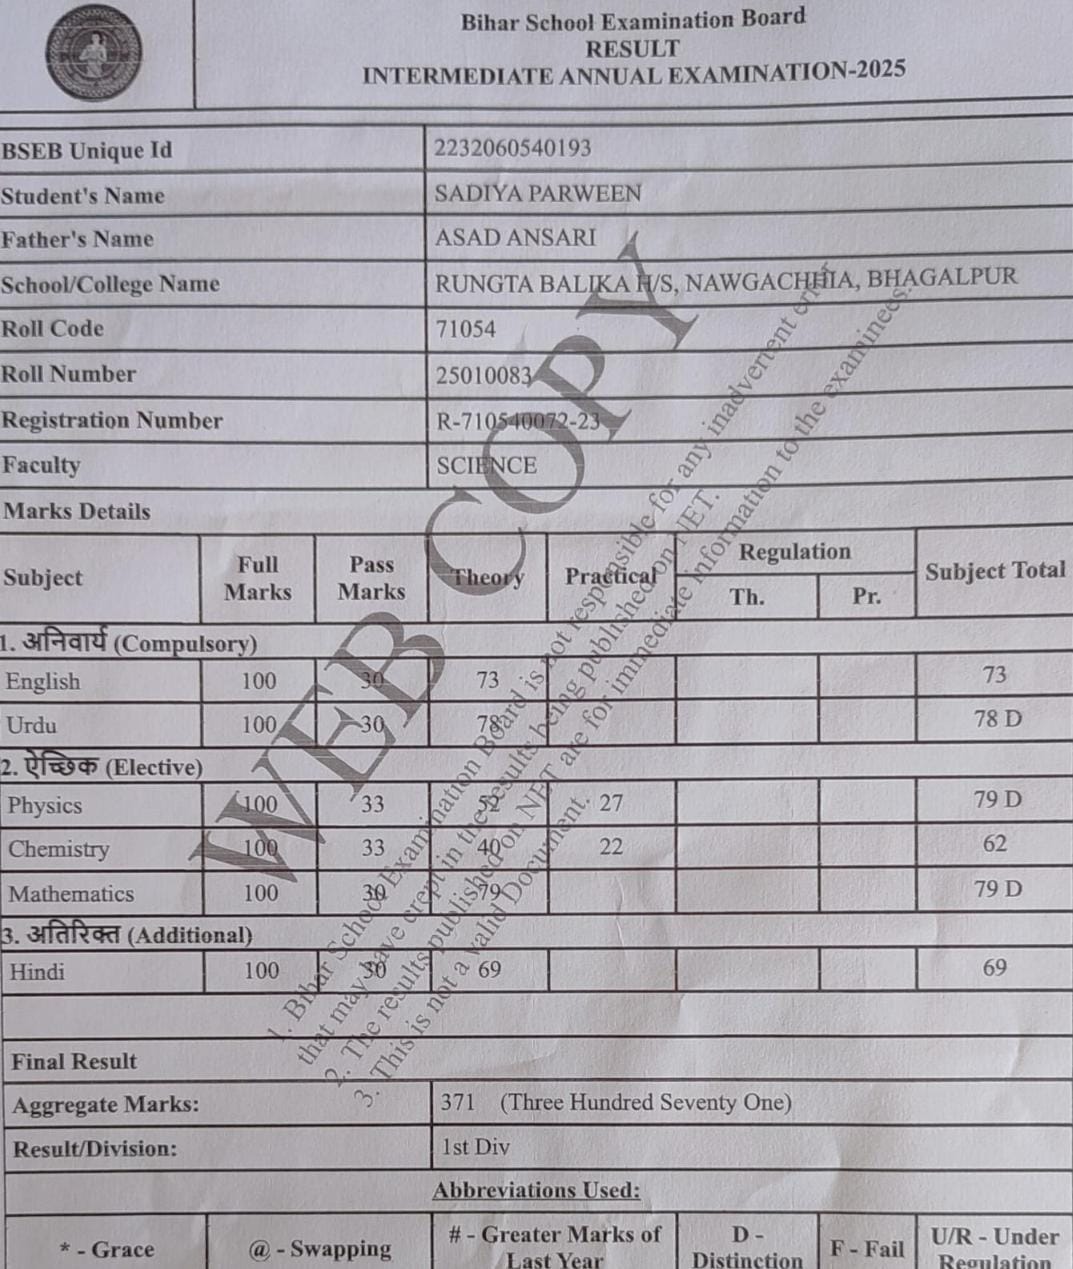 Bihar School Examination Board
RESULT
INTERMEDIATE ANNUAL EXAMINATION-2025
BSEB Unique Id 2232060540193
Student's Name SADIYA PARWEEN
Father's Name ASAD ANSARI
School/College Name RUNGTA BALIKA H/S, NAWGACHHIA, BHAGALPUR
Roll Code 71054
Roll Number 25010083
Registration Number R-710540072-23
Faculty SCIENCE
Marks Details
Subject Full Marks Pass Marks Theory Practical Regulation Th. Pr. Subject Total
1. अनिवार्य (Compulsory)
English 100 30 73 73
Urdu 100 30 78 78 D
2. ऐच्छिक (Elective)
Physics 100 33 52 27 79 D
Chemistry 100 33 40 22 62
Mathematics 100 30 79 79 D
3. अतिरिक्त (Additional)
Hindi 100 30 69 69
Final Result
Aggregate Marks: 371 (Three Hundred Seventy One)
Result/Division: 1st Div
Abbreviations Used:
* - Grace @ - Swapping # - Greater Marks of Last Year D - Distinction F - Fail U/R - Under Regulation
WEB COPY
1. Bihar School Examination Board is not responsible for any inadvertent error
that may have crept in the results being published on NET.
2. The results published on NET are for immediate information to the examinees.
3. This is not a valid Document.